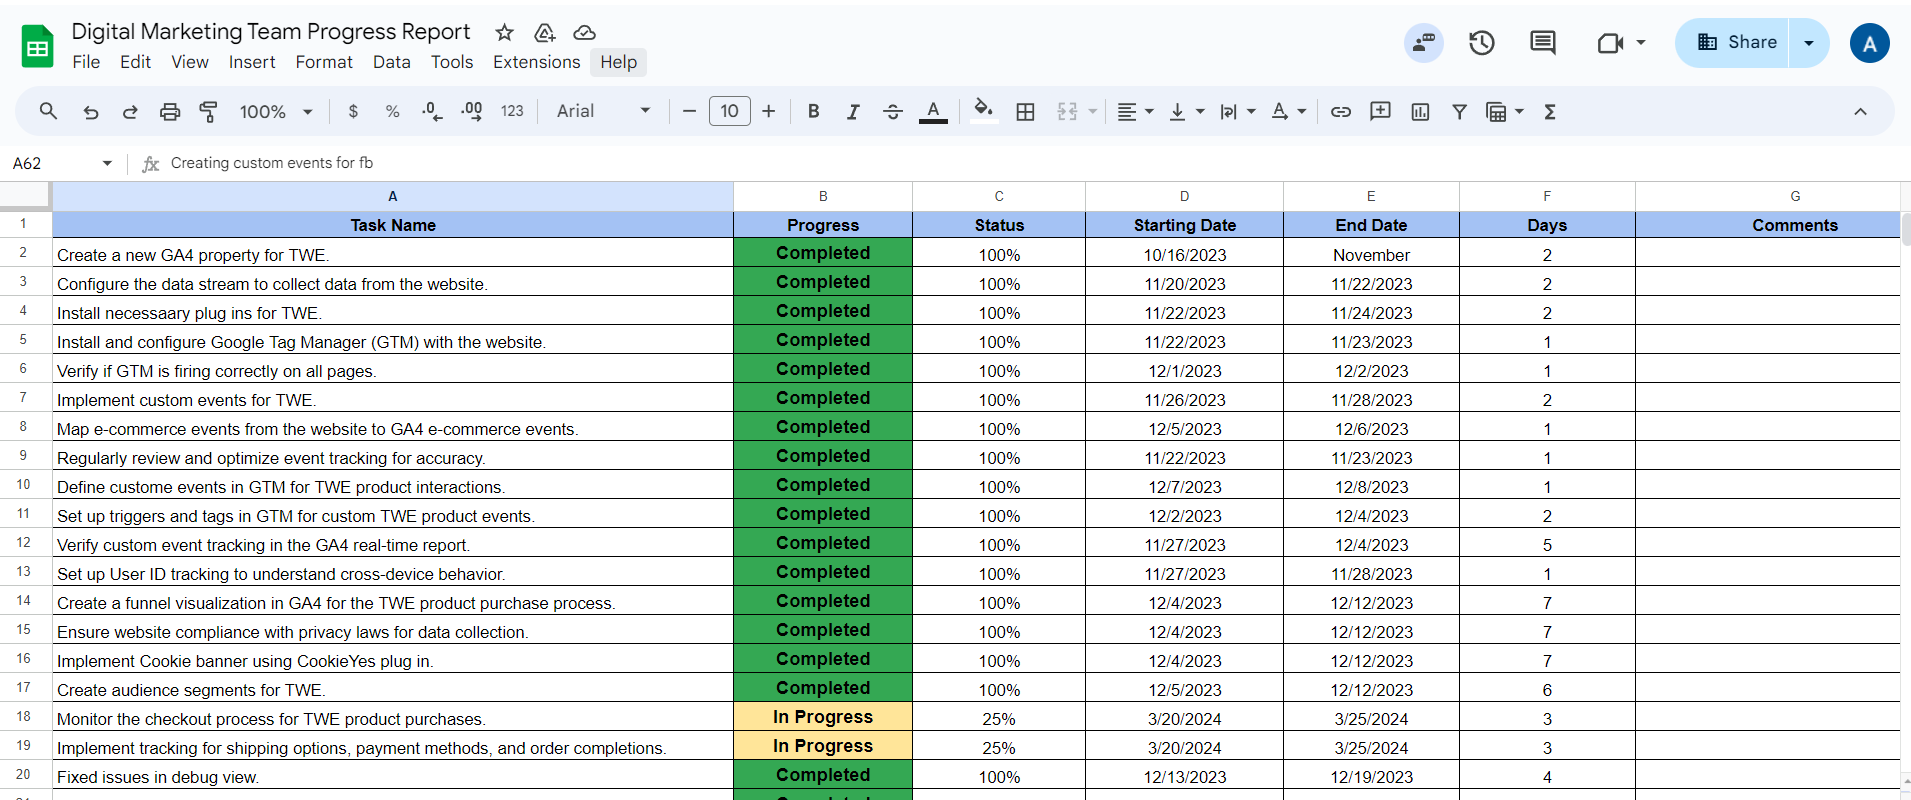 Digital Marketing Team Progress Report
File Edit View Insert Format Data Tools Extensions Help
Share
A
100% $ % .0 .00 123 Arial 10 B I S A A Σ
A62 fx Creating custom events for fb
A B C D E F G
1 Task Name Progress Status Starting Date End Date Days Comments
2 Create a new GA4 property for TWE. Completed 100% 10/16/2023 November 2
3 Configure the data stream to collect data from the website. Completed 100% 11/20/2023 11/22/2023 2
4 Install necessaary plug ins for TWE. Completed 100% 11/22/2023 11/24/2023 2
5 Install and configure Google Tag Manager (GTM) with the website. Completed 100% 11/22/2023 11/23/2023 1
6 Verify if GTM is firing correctly on all pages. Completed 100% 12/1/2023 12/2/2023 1
7 Implement custom events for TWE. Completed 100% 11/26/2023 11/28/2023 2
8 Map e-commerce events from the website to GA4 e-commerce events. Completed 100% 12/5/2023 12/6/2023 1
9 Regularly review and optimize event tracking for accuracy. Completed 100% 11/22/2023 11/23/2023 1
10 Define custome events in GTM for TWE product interactions. Completed 100% 12/7/2023 12/8/2023 1
11 Set up triggers and tags in GTM for custom TWE product events. Completed 100% 12/2/2023 12/4/2023 2
12 Verify custom event tracking in the GA4 real-time report. Completed 100% 11/27/2023 12/4/2023 5
13 Set up User ID tracking to understand cross-device behavior. Completed 100% 11/27/2023 11/28/2023 1
14 Create a funnel visualization in GA4 for the TWE product purchase process. Completed 100% 12/4/2023 12/12/2023 7
15 Ensure website compliance with privacy laws for data collection. Completed 100% 12/4/2023 12/12/2023 7
16 Implement Cookie banner using CookieYes plug in. Completed 100% 12/4/2023 12/12/2023 7
17 Create audience segments for TWE. Completed 100% 12/5/2023 12/12/2023 6
18 Monitor the checkout process for TWE product purchases. In Progress 25% 3/20/2024 3/25/2024 3
19 Implement tracking for shipping options, payment methods, and order completions. In Progress 25% 3/20/2024 3/25/2024 3
20 Fixed issues in debug view. Completed 100% 12/13/2023 12/19/2023 4